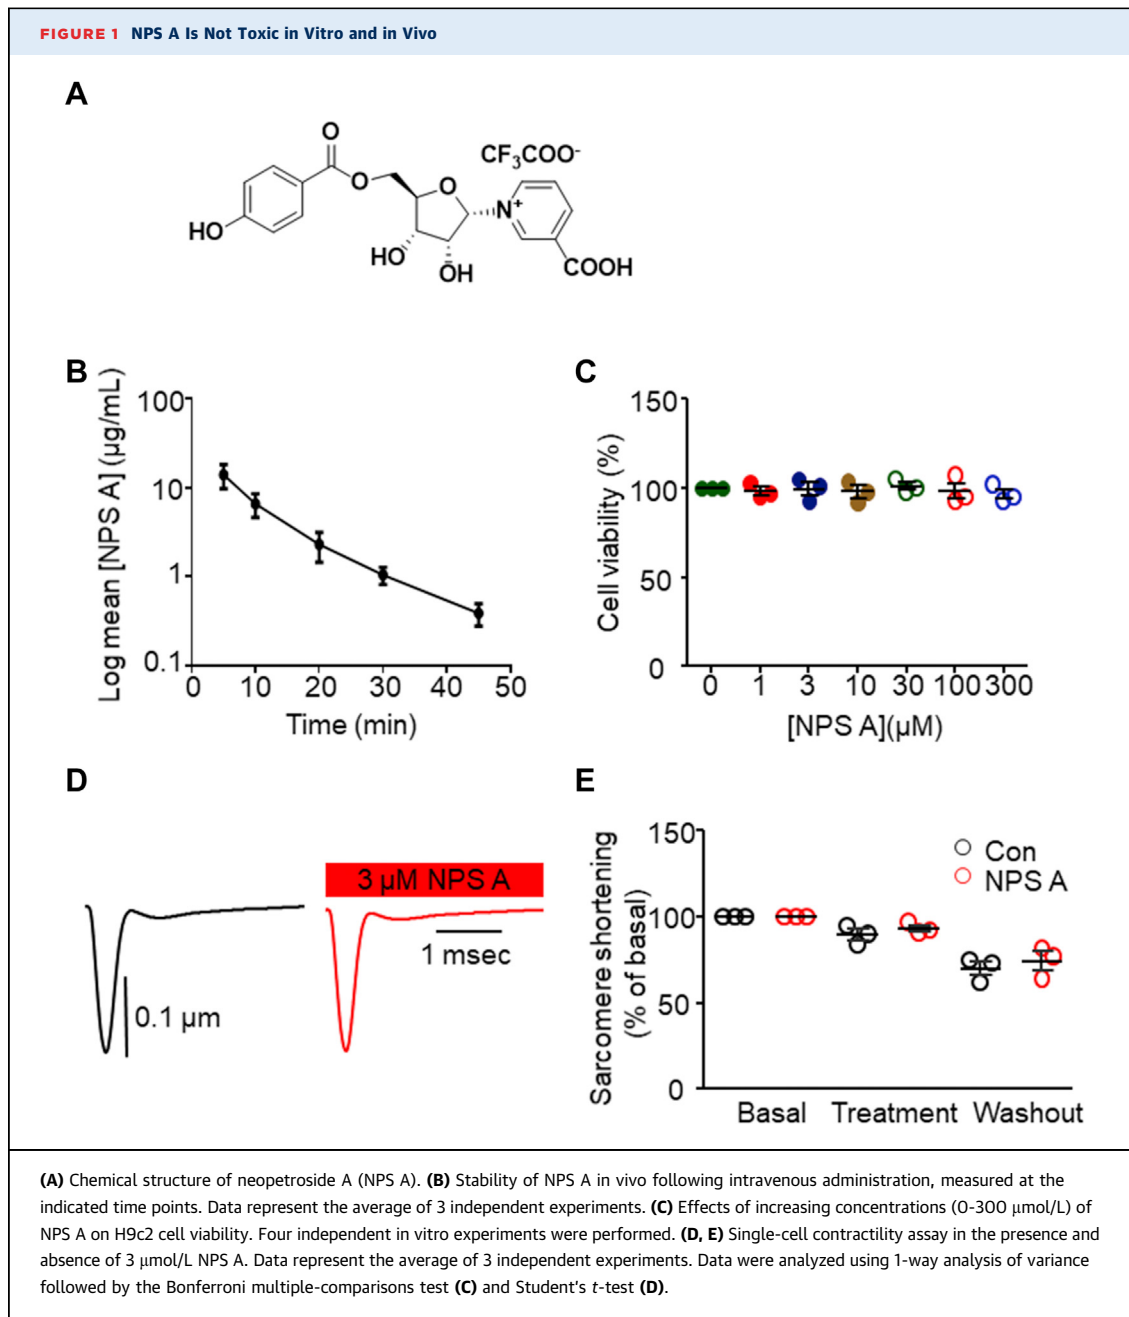 FIGURE 1 NPS A Is Not Toxic in Vitro and in Vivo
A
O
CF3COO-
O
O
N+
HO
HO
OH
COOH
B
Log mean [NPS A] (µg/mL)
100
10
1
0.1
0 10 20 30 40 50
Time (min)
C
Cell viability (%)
150
100
50
0
0 1 3 10 30 100 300
[NPS A](µM)
D
3 µM NPS A
1 msec
0.1 µm
E
Sarcomere shortening
(% of basal)
150
100
50
0
Con
NPS A
Basal Treatment Washout
(A) Chemical structure of neopetroside A (NPS A). (B) Stability of NPS A in vivo following intravenous administration, measured at the
indicated time points. Data represent the average of 3 independent experiments. (C) Effects of increasing concentrations (0-300 µmol/L) of
NPS A on H9c2 cell viability. Four independent in vitro experiments were performed. (D, E) Single-cell contractility assay in the presence and
absence of 3 µmol/L NPS A. Data represent the average of 3 independent experiments. Data were analyzed using 1-way analysis of variance
followed by the Bonferroni multiple-comparisons test (C) and Student's t-test (D).